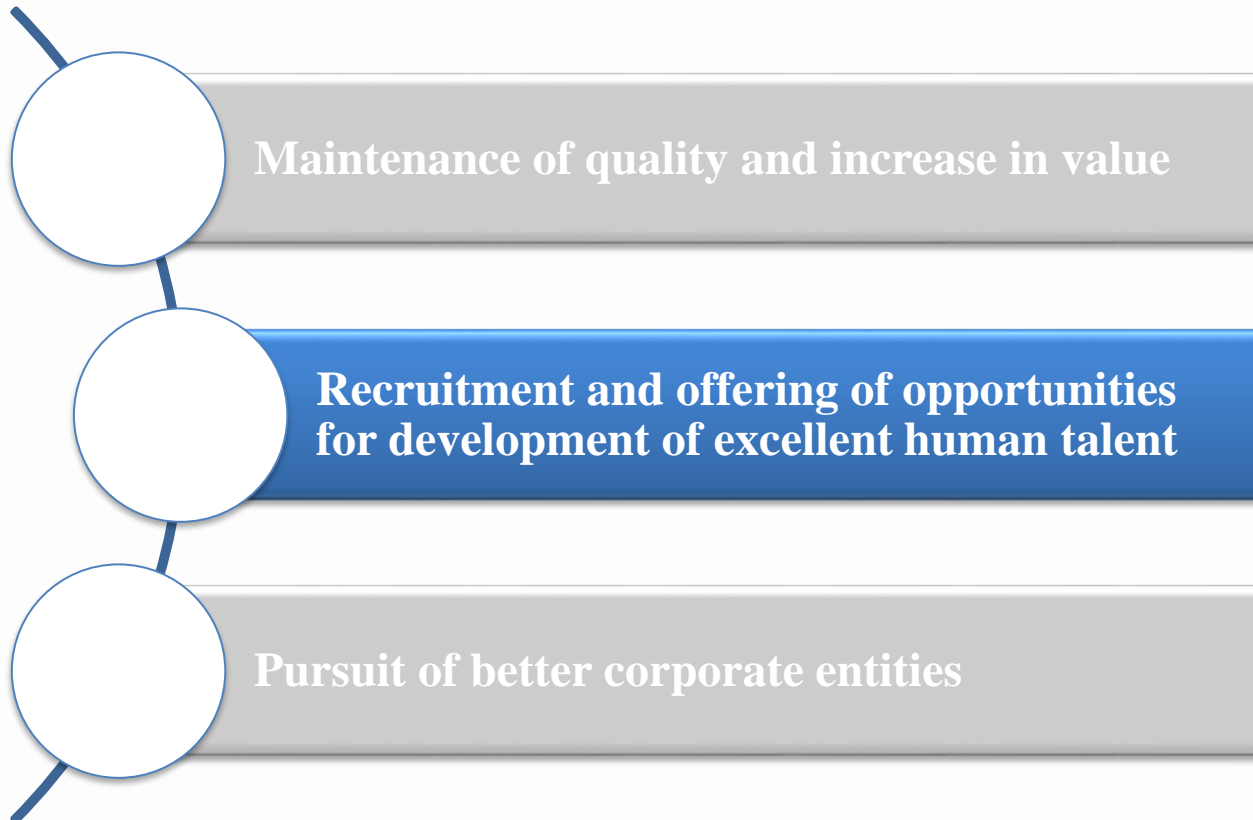 Maintenance of quality and increase in value
Recruitment and offering of opportunities
for development of excellent human talent
Pursuit of better corporate entities